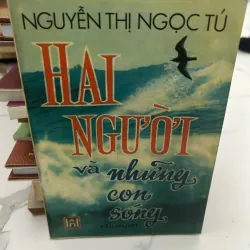 NGUYỄN THỊ NGỌC TÚ
HAI
NGƯỜI
và những
con
sóng